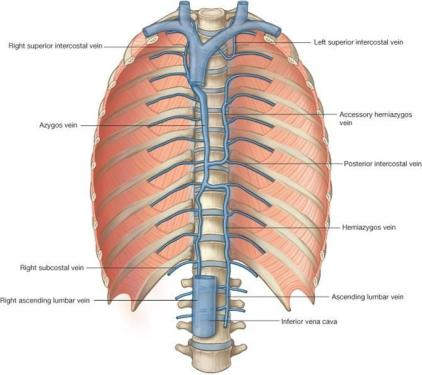 Right superior intercostal vein
Left superior intercostal vein
Azygos vein
Accessory hemiazygos
vein
Posterior intercostal vein
Hemiazygos vein
Right subcostal vein
Right ascending lumbar vein
Ascending lumbar vein
Inferior vena cava